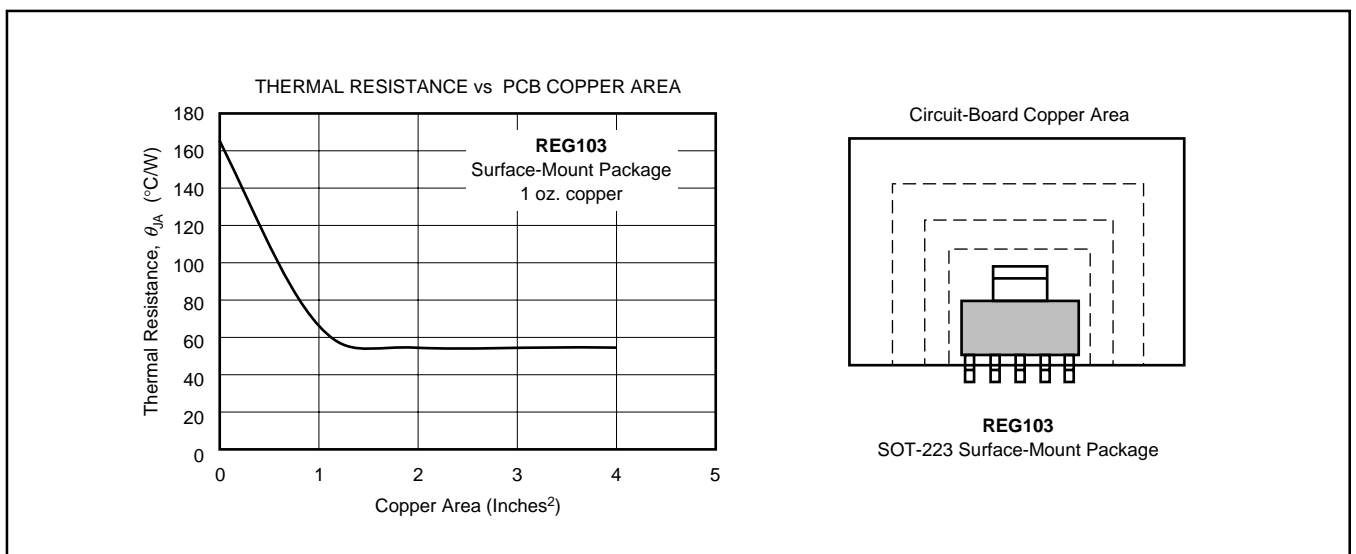 THERMAL RESISTANCE vs PCB COPPER AREA
Thermal Resistance, θJA (°C/W)
180
160
140
120
100
80
60
40
20
0
REG103
Surface-Mount Package
1 oz. copper
0 1 2 3 4 5
Copper Area (Inches²)
Circuit-Board Copper Area
REG103
SOT-223 Surface-Mount Package